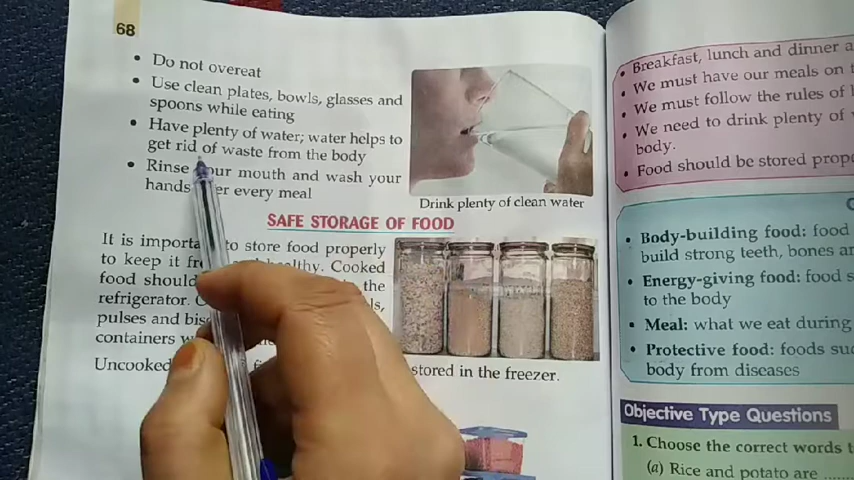 68
• Do not overeat
• Use clean plates, bowls, glasses and
spoons while eating
• Have plenty of water; water helps to
get rid of waste from the body
• Rinse our mouth and wash your
hands er every meal
Drink plenty of clean water
SAFE STORAGE OF FOOD
It is important to store food properly
to keep it fre and healthy. Cooked
food should the
refrigerator.
pulses and
containers
Uncooked stored in the freezer.
• Breakfast, lunch and dinner a
• We must have our meals on t
• We must follow the rules of h
• We need to drink plenty of
body.
• Food should be stored prope
• Body-building food: food
build strong teeth, bones an
• Energy-giving food: food s
to the body
• Meal: what we eat during
• Protective food: foods suc
body from diseases
Objective Type Questions
1. Choose the correct words t
(a) Rice and potato are ......